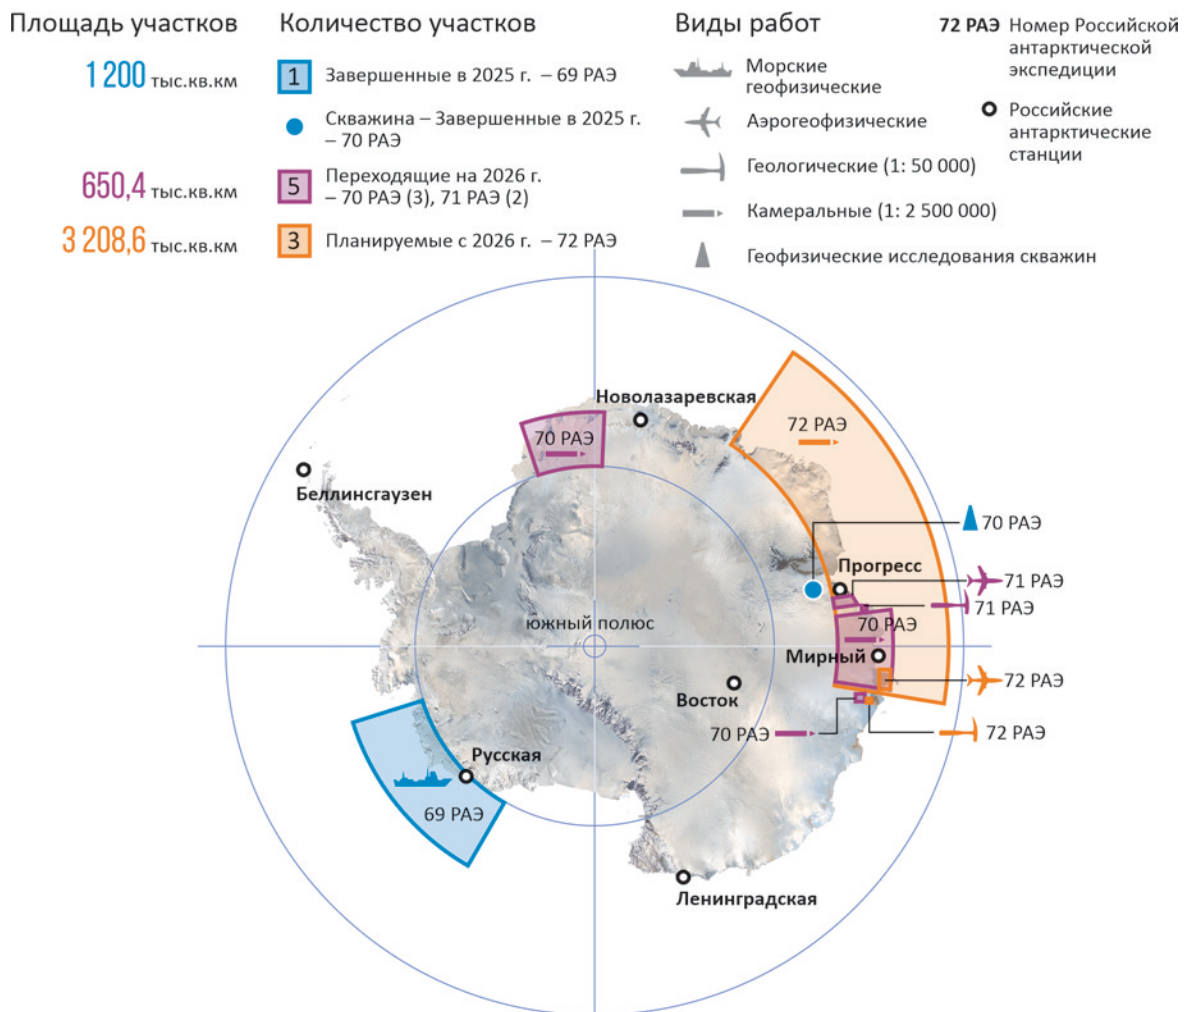 Площадь участков
1 200 тыс.кв.км
650,4 тыс.кв.км
3 208,6 тыс.кв.км
Количество участков
1 Завершенные в 2025 г. – 69 РАЭ
Скважина – Завершенные в 2025 г.
– 70 РАЭ
5 Переходящие на 2026 г.
– 70 РАЭ (3), 71 РАЭ (2)
3 Планируемые с 2026 г. – 72 РАЭ
Виды работ
Морские
геофизические
Аэрогеофизические
Геологические (1: 50 000)
Камеральные (1: 2 500 000)
Геофизические исследования скважин
72 РАЭ Номер Российской
антарктической
экспедиции
Российские
антарктические
станции
Новолазаревская
70 РАЭ
72 РАЭ
Беллинсгаузен
70 РАЭ
Прогресс
71 РАЭ
71 РАЭ
южный полюс
70 РАЭ
Мирный
72 РАЭ
Восток
70 РАЭ
72 РАЭ
Русская
69 РАЭ
Ленинградская